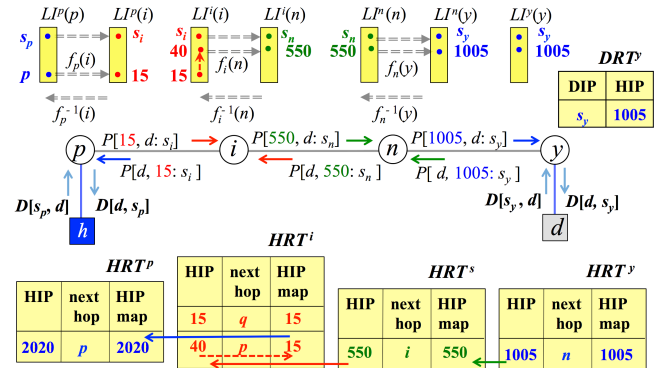 LI^p(p) LI^p(i) LI^i(i) LI^i(n) LI^n(n) LI^n(y) LI^y(y)
s_p s_i s_i s_n s_n s_y s_y
40 550 550 1005 1005
f_p(i) f_i(n) f_n(y)
p 15 15
DRT^y
DIP HIP
s_y 1005
f_p^-1(i) f_i^-1(n) f_n^-1(y)
P[15, d: s_i] P[550, d: s_n] P[1005, d: s_y]
p i n y
P[d, 15: s_i] P[d, 550: s_n] P[ d, 1005: s_y]
D[s_p, d] D[d, s_p] D[s_y, d] D[d, s_y]
h d
HRT^p HRT^i HRT^s HRT^y
HIP next hop HIP map
2020 p 2020
HIP next hop HIP map
15 q 15
40 p 15
HIP next hop HIP map
550 i 550
HIP next hop HIP map
1005 n 1005